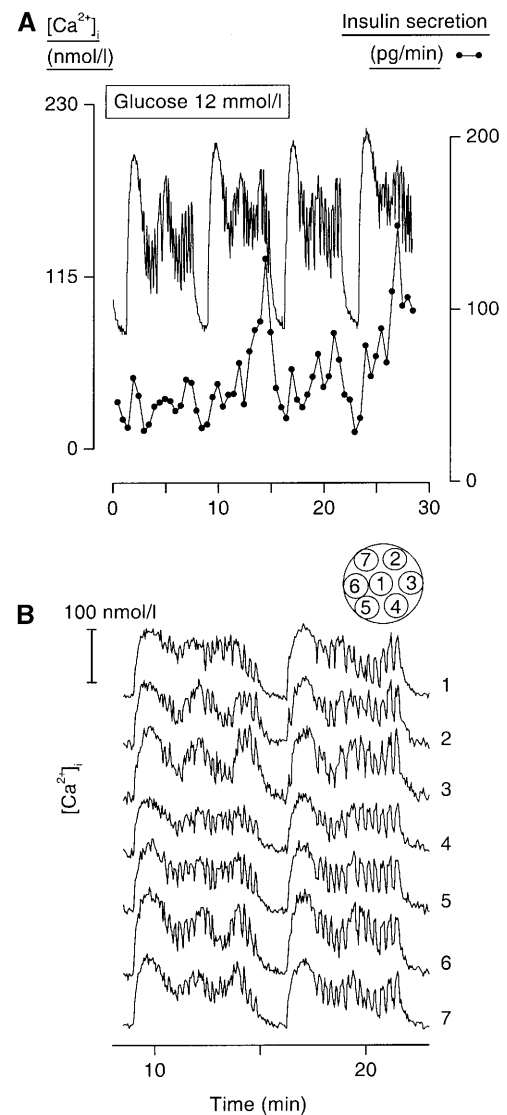 A
[Ca2+]i
(nmol/l)
Insulin secretion
(pg/min)
Glucose 12 mmol/l
230
115
0
200
100
0
0 10 20 30
B
100 nmol/l
7 2
6 1 3
5 4
[Ca2+]i
1
2
3
4
5
6
7
10 20
Time (min)